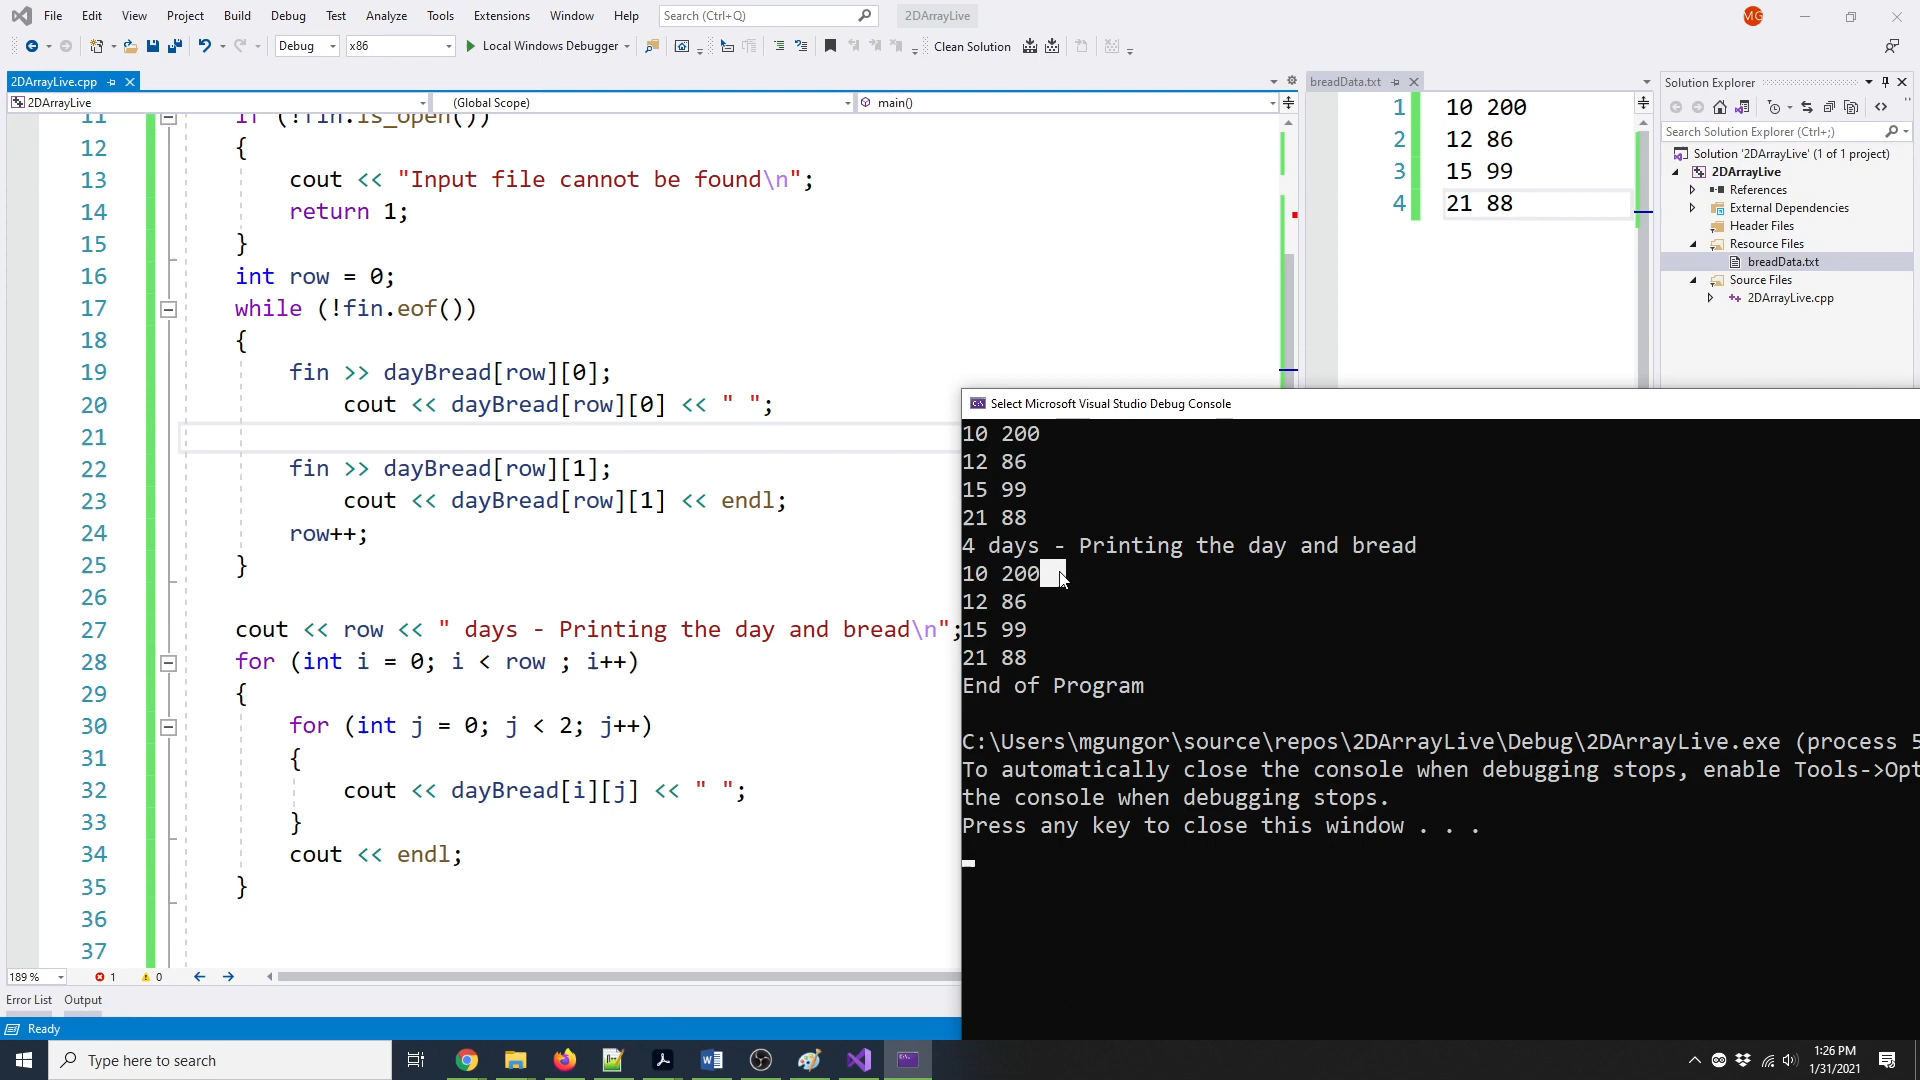 File Edit View Project Build Debug Test Analyze Tools Extensions Window Help Search (Ctrl+Q) 2DArrayLive MG
Debug x86 Local Windows Debugger Clean Solution
2DArrayLive.cpp
2DArrayLive (Global Scope) main()
11 if (!fin.is_open())
12 {
13 cout << "Input file cannot be found\n";
14 return 1;
15 }
16 int row = 0;
17 while (!fin.eof())
18 {
19 fin >> dayBread[row][0];
20 cout << dayBread[row][0] << " ";
21
22 fin >> dayBread[row][1];
23 cout << dayBread[row][1] << endl;
24 row++;
25 }
26
27 cout << row << " days - Printing the day and bread\n";
28 for (int i = 0; i < row ; i++)
29 {
30 for (int j = 0; j < 2; j++)
31 {
32 cout << dayBread[i][j] << " ";
33 }
34 cout << endl;
35 }
36
37
189 % 1 0
Error List Output
Ready
breadData.txt
1 10 200
2 12 86
3 15 99
4 21 88
Solution Explorer
Search Solution Explorer (Ctrl+;)
Solution '2DArrayLive' (1 of 1 project)
2DArrayLive
References
External Dependencies
Header Files
Resource Files
breadData.txt
Source Files
2DArrayLive.cpp
Select Microsoft Visual Studio Debug Console
10 200
12 86
15 99
21 88
4 days - Printing the day and bread
10 200
12 86
15 99
21 88
End of Program
C:\Users\mgungor\source\repos\2DArrayLive\Debug\2DArrayLive.exe (process 5
To automatically close the console when debugging stops, enable Tools->Opt
the console when debugging stops.
Press any key to close this window . . .
Type here to search
1:26 PM
1/31/2021